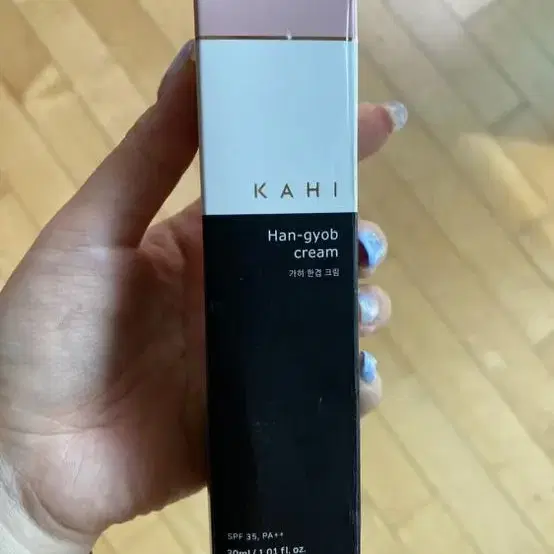 KAHI
Han-gyob
cream
가히 한겹 크림
SPF 35, PA++
30ml / 1.01 fl. oz.